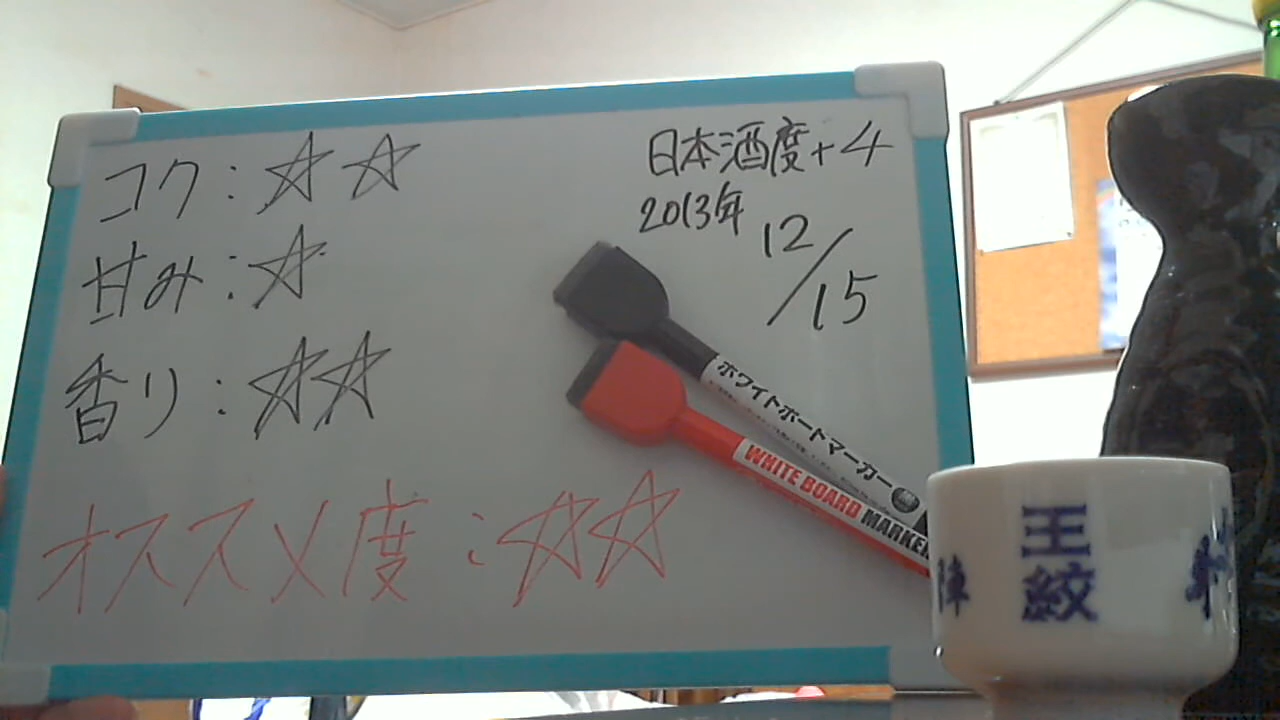 コク:☆☆
甘み:☆
香り:☆☆
オススメ度:☆☆
日本酒度+4
2013年
12/15
ホワイトボードマーカー
WHITE BOARD MARKER
王紋